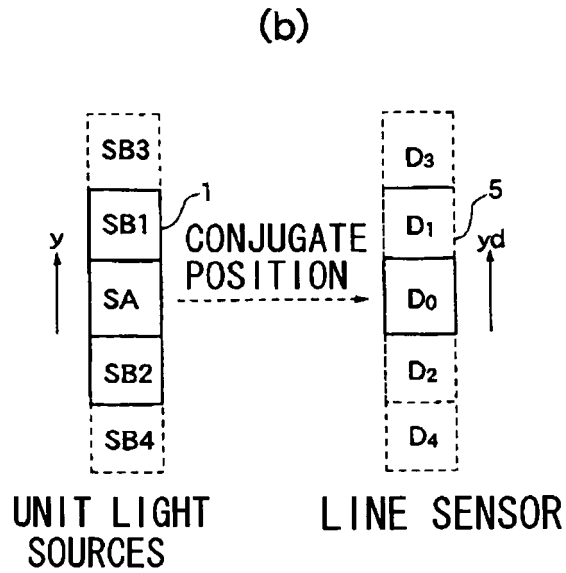 (b)
SB3
SB1
SA
SB2
SB4
1
y
CONJUGATE
POSITION
D3
D1
D0
D2
D4
5
yd
UNIT LIGHT
SOURCES
LINE SENSOR